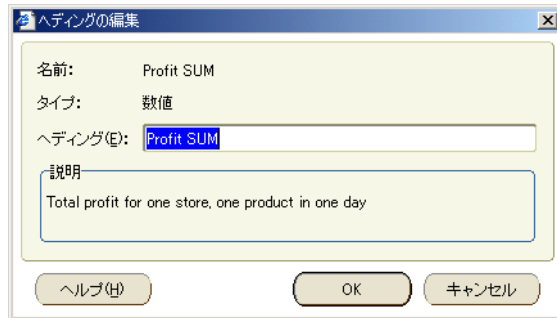 ヘディングの編集
名前: Profit SUM
タイプ: 数値
ヘディング(E): Profit SUM
説明
Total profit for one store, one product in one day
ヘルプ(H) OK キャンセル